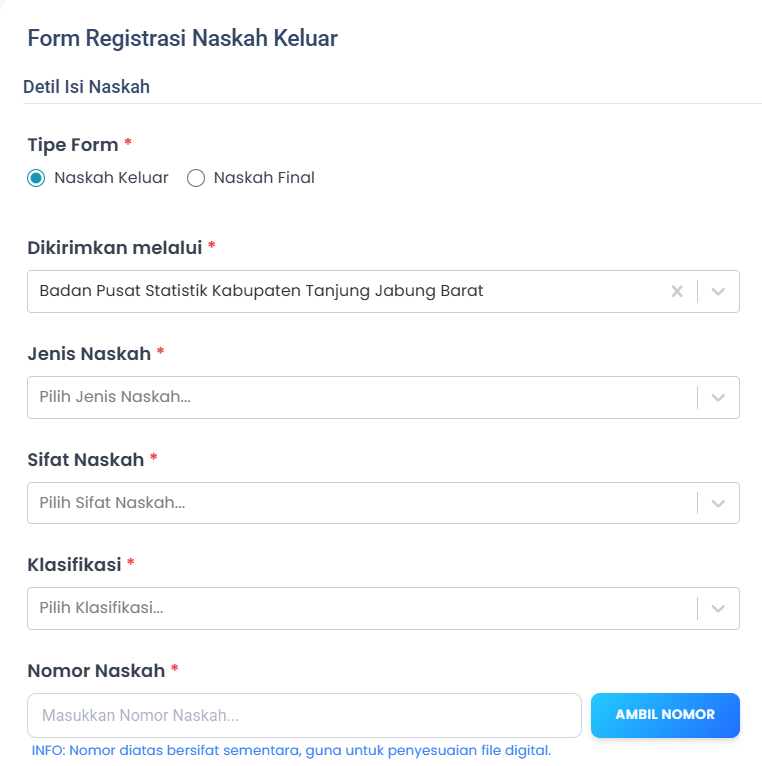 Form Registrasi Naskah Keluar
Detil Isi Naskah
Tipe Form *
Naskah Keluar Naskah Final
Dikirimkan melalui *
Badan Pusat Statistik Kabupaten Tanjung Jabung Barat
Jenis Naskah *
Pilih Jenis Naskah...
Sifat Naskah *
Pilih Sifat Naskah...
Klasifikasi *
Pilih Klasifikasi...
Nomor Naskah *
Masukkan Nomor Naskah... AMBIL NOMOR
INFO: Nomor diatas bersifat sementara, guna untuk penyesuaian file digital.